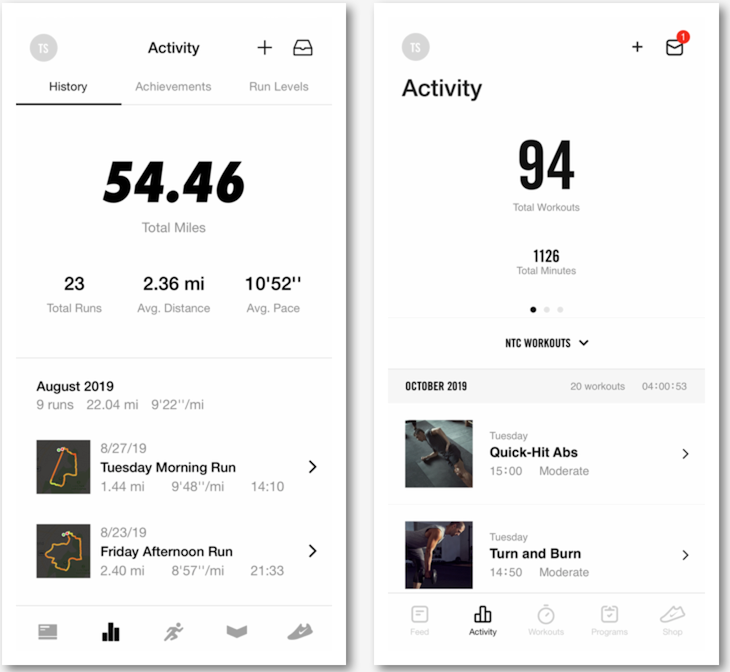 TS
Activity
History Achievements Run Levels
54.46
Total Miles
23 2.36 mi 10'52''
Total Runs Avg. Distance Avg. Pace
August 2019
9 runs 22.04 mi 9'22''/mi
8/27/19
Tuesday Morning Run
1.44 mi 9'48''/mi 14:10
8/23/19
Friday Afternoon Run
2.40 mi 8'57''/mi 21:33
TS
1
Activity
94
Total Workouts
1126
Total Minutes
NTC WORKOUTS
OCTOBER 2019 20 workouts 04:00:53
Tuesday
Quick-Hit Abs
15:00 Moderate
Tuesday
Turn and Burn
14:50 Moderate
Feed Activity Workouts Programs Shop